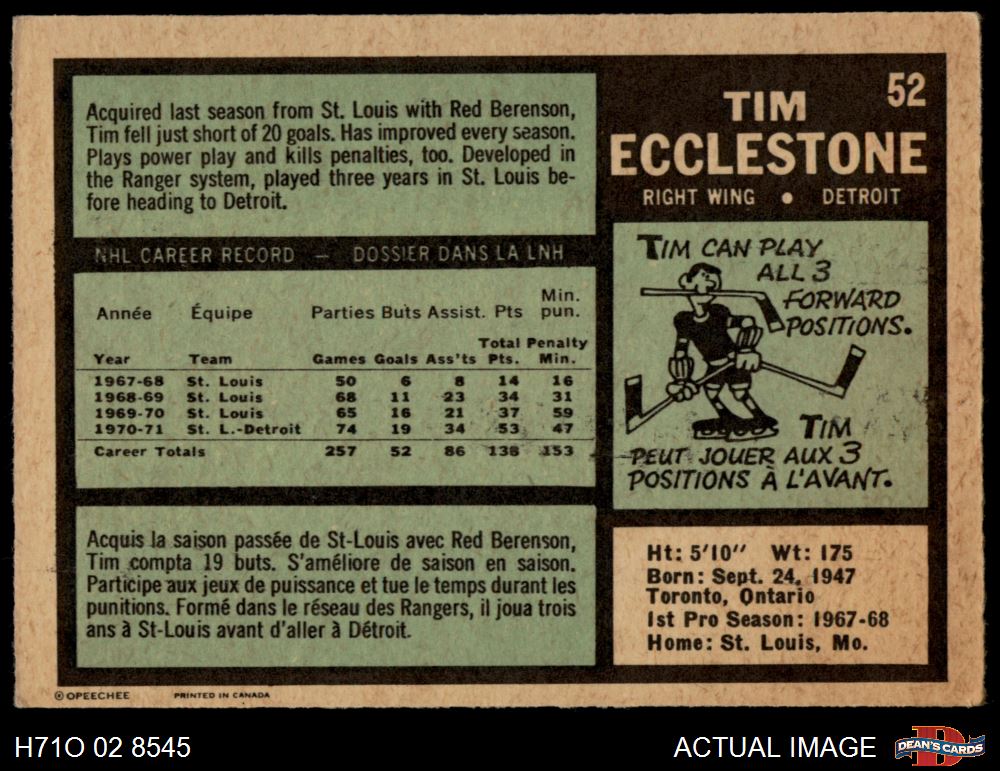 52
TIM
ECCLESTONE
RIGHT WING • DETROIT
Acquired last season from St. Louis with Red Berenson,
Tim fell just short of 20 goals. Has improved every season.
Plays power play and kills penalties, too. Developed in
the Ranger system, played three years in St. Louis be-
fore heading to Detroit.
NHL CAREER RECORD — DOSSIER DANS LA LNH
Année Équipe Parties Buts Assist. Pts Min. pun.
Year Team Games Goals Ass'ts Total Pts. Penalty Min.
1967-68 St. Louis 50 6 8 14 16
1968-69 St. Louis 68 11 23 34 31
1969-70 St. Louis 65 16 21 37 59
1970-71 St. L.-Detroit 74 19 34 53 47
Career Totals 257 52 86 138 153
Acquis la saison passée de St-Louis avec Red Berenson,
Tim compta 19 buts. S'améliore de saison en saison.
Participe aux jeux de puissance et tue le temps durant les
punitions. Formé dans le réseau des Rangers, il joua trois
ans à St-Louis avant d'aller à Détroit.
TIM CAN PLAY
ALL 3
FORWARD
POSITIONS.
TIM
PEUT JOUER AUX 3
POSITIONS À L'AVANT.
Ht: 5'10" Wt: 175
Born: Sept. 24, 1947
Toronto, Ontario
1st Pro Season: 1967-68
Home: St. Louis, Mo.
© OPEECHEE PRINTED IN CANADA
H71O 02 8545
ACTUAL IMAGE
DEAN'S CARDS